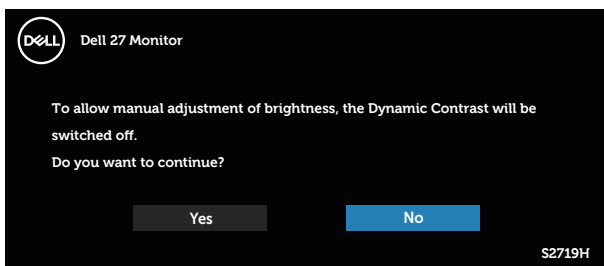 DELL Dell 27 Monitor
To allow manual adjustment of brightness, the Dynamic Contrast will be
switched off.
Do you want to continue?
Yes No
S2719H